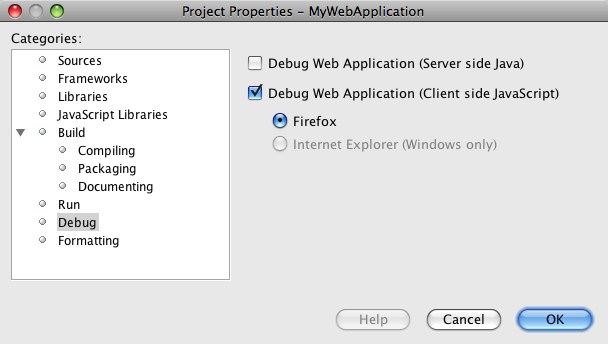 Project Properties – MyWebApplication
Categories:
Sources
Frameworks
Libraries
JavaScript Libraries
Build
Compiling
Packaging
Documenting
Run
Debug
Formatting
Debug Web Application (Server side Java)
Debug Web Application (Client side JavaScript)
Firefox
Internet Explorer (Windows only)
Help
Cancel
OK